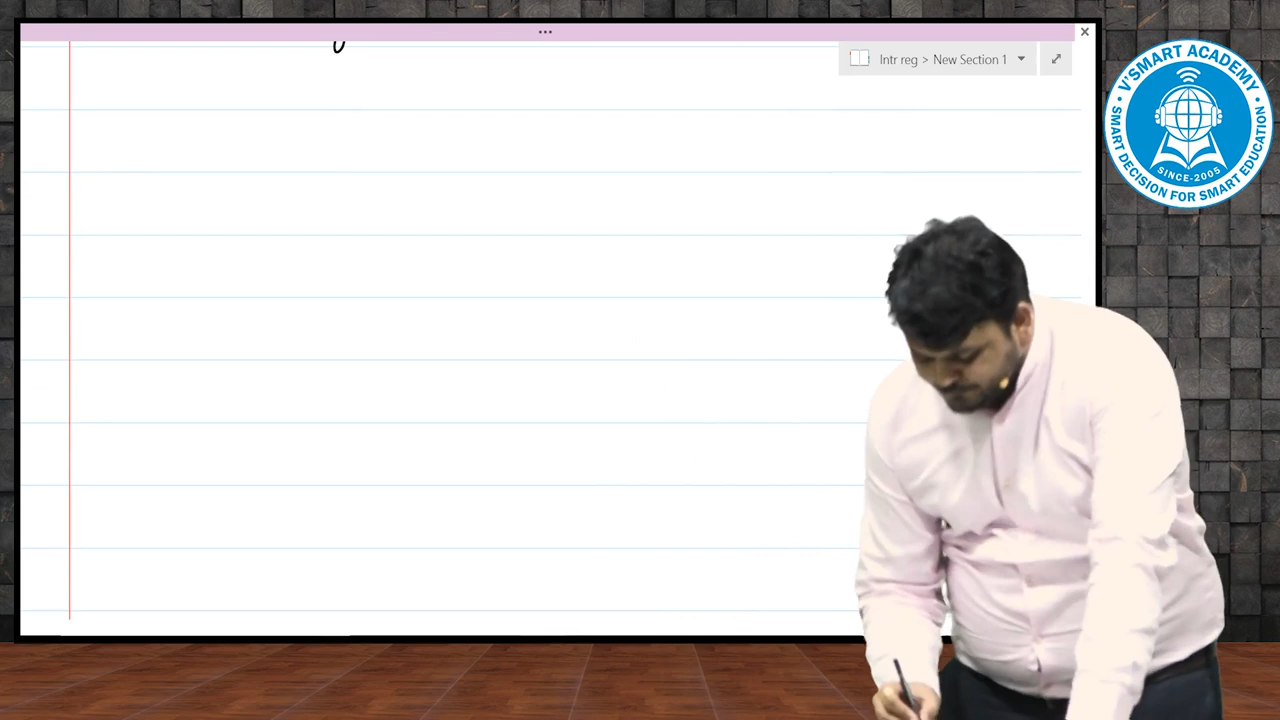 Intr reg > New Section 1
V'SMART ACADEMY
SINCE-2005
SMART DECISION FOR SMART EDUCATION